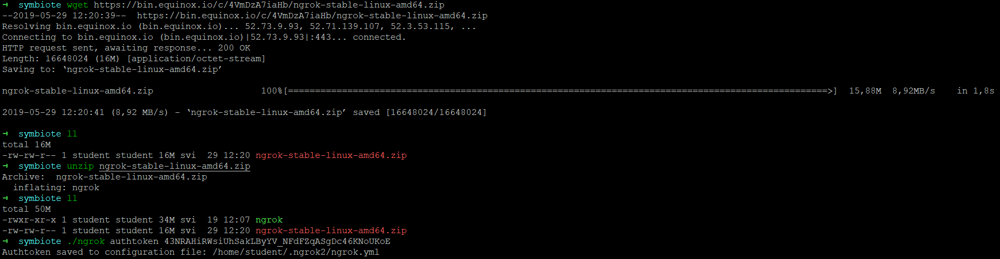 → symbiote wget https://bin.equinox.io/c/4VmDzA7iaHb/ngrok-stable-linux-amd64.zip
--2019-05-29 12:20:39--  https://bin.equinox.io/c/4VmDzA7iaHb/ngrok-stable-linux-amd64.zip
Resolving bin.equinox.io (bin.equinox.io)... 52.73.9.93, 52.71.139.107, 52.3.53.115, ...
Connecting to bin.equinox.io (bin.equinox.io)|52.73.9.93|:443... connected.
HTTP request sent, awaiting response... 200 OK
Length: 16648024 (16M) [application/octet-stream]
Saving to: ‘ngrok-stable-linux-amd64.zip’
ngrok-stable-linux-amd64.zip 100%[====================================================================================================>] 15,88M 8,92MB/s in 1,8s
2019-05-29 12:20:41 (8,92 MB/s) - ‘ngrok-stable-linux-amd64.zip’ saved [16648024/16648024]
→ symbiote ll
total 16M
-rw-rw-r-- 1 student student 16M svi  29 12:20 ngrok-stable-linux-amd64.zip
→ symbiote unzip ngrok-stable-linux-amd64.zip
Archive:  ngrok-stable-linux-amd64.zip
inflating: ngrok
→ symbiote ll
total 50M
-rwxr-xr-x 1 student student 34M svi  19 12:07 ngrok
-rw-rw-r-- 1 student student 16M svi  29 12:20 ngrok-stable-linux-amd64.zip
→ symbiote ./ngrok authtoken 43NRAHiRWsiUhSakLByYV_NFdFZqASgDc46KNoUKoE
Authtoken saved to configuration file: /home/student/.ngrok2/ngrok.yml